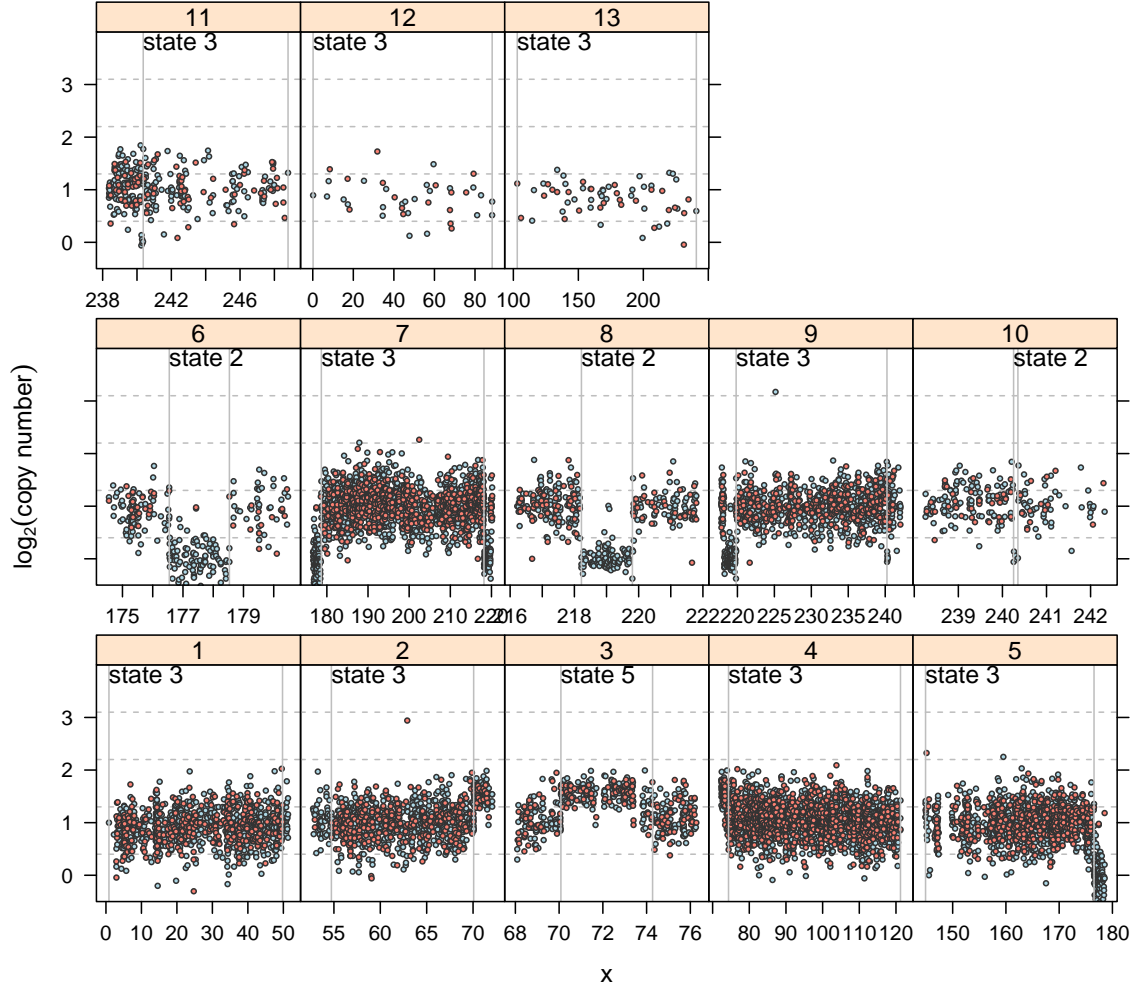 11 12 13
state 3 state 3 state 3
3
2
1
0
238 242 246 0 20 40 60 80 100 150 200
6 7 8 9 10
state 2 state 3 state 2 state 3 state 2
log2(copy number)
175 177 179 180 190 200 210 220 216 218 220 222 220 225 230 235 240 239 240 241 242
1 2 3 4 5
state 3 state 3 state 5 state 3 state 3
3
2
1
0
0 10 20 30 40 50 55 60 65 70 68 70 72 74 76 80 90 100 110 120 150 160 170 180
x